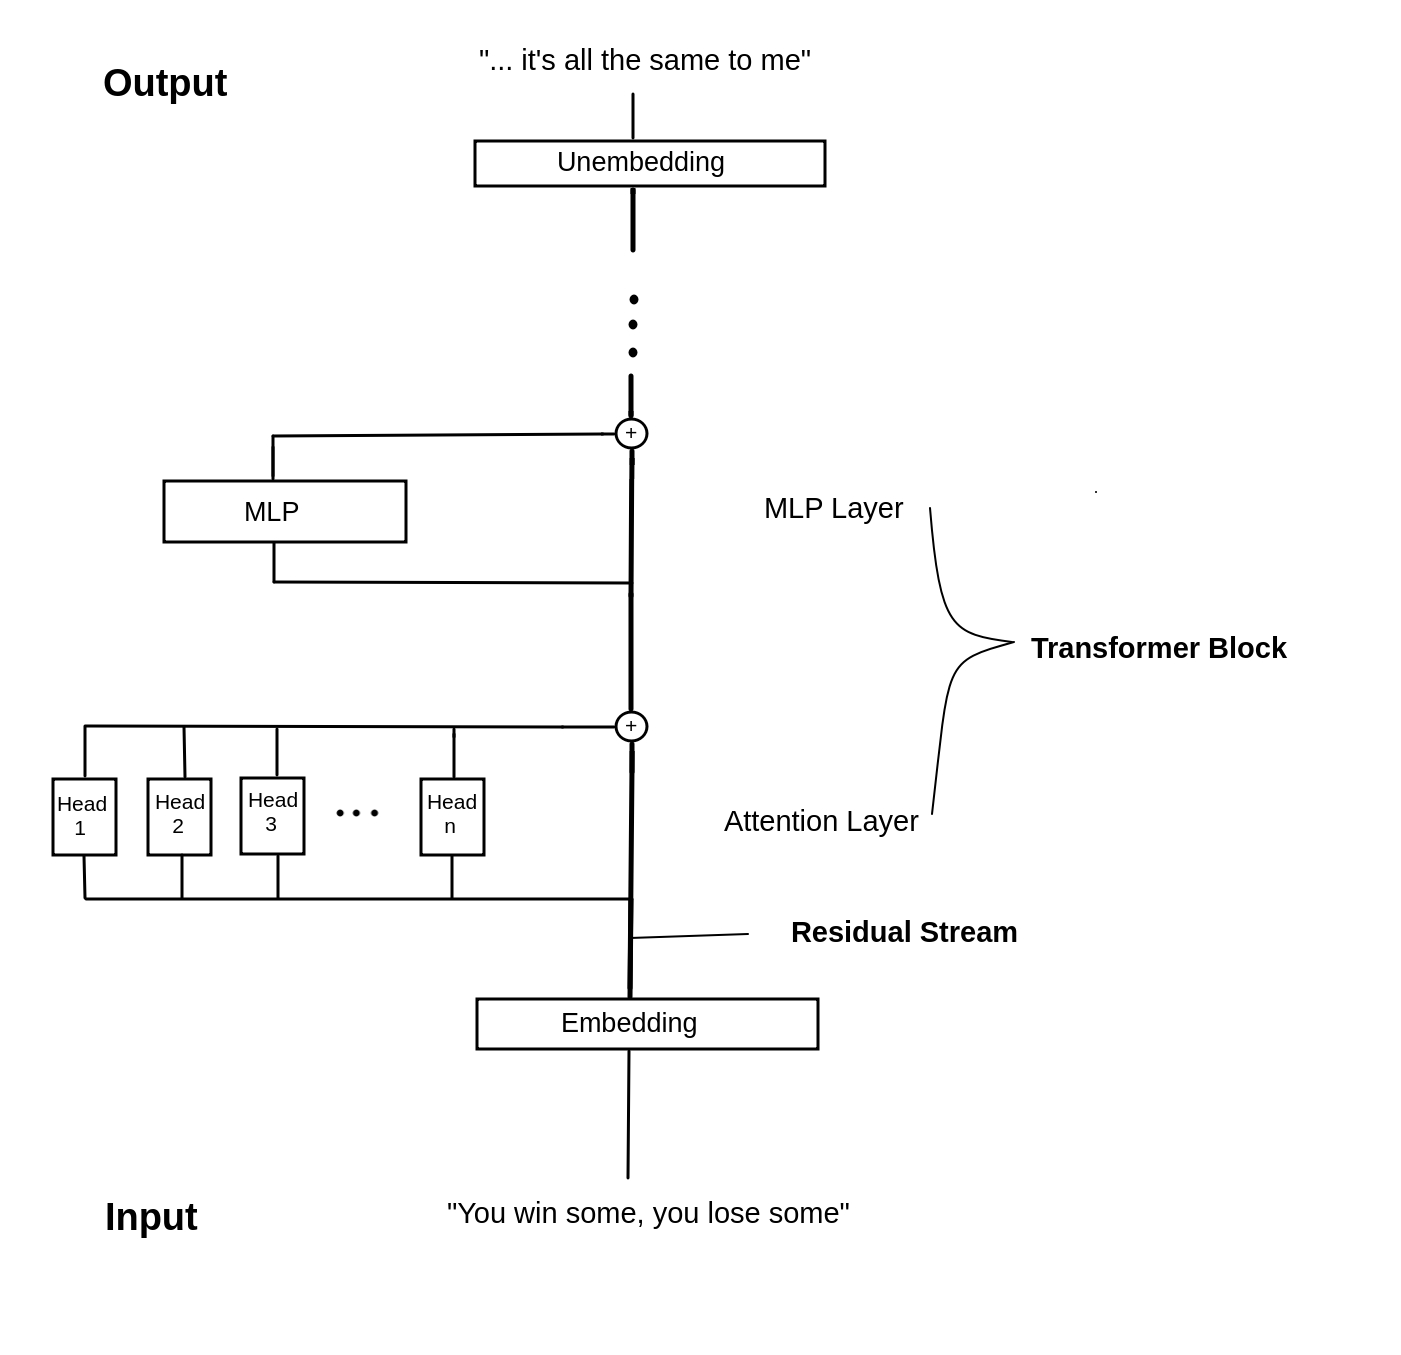 Output
"... it's all the same to me"
Unembedding
+
MLP
MLP Layer
Transformer Block
+
Head
1
Head
2
Head
3
Head
n
Attention Layer
Residual Stream
Embedding
Input
"You win some, you lose some"